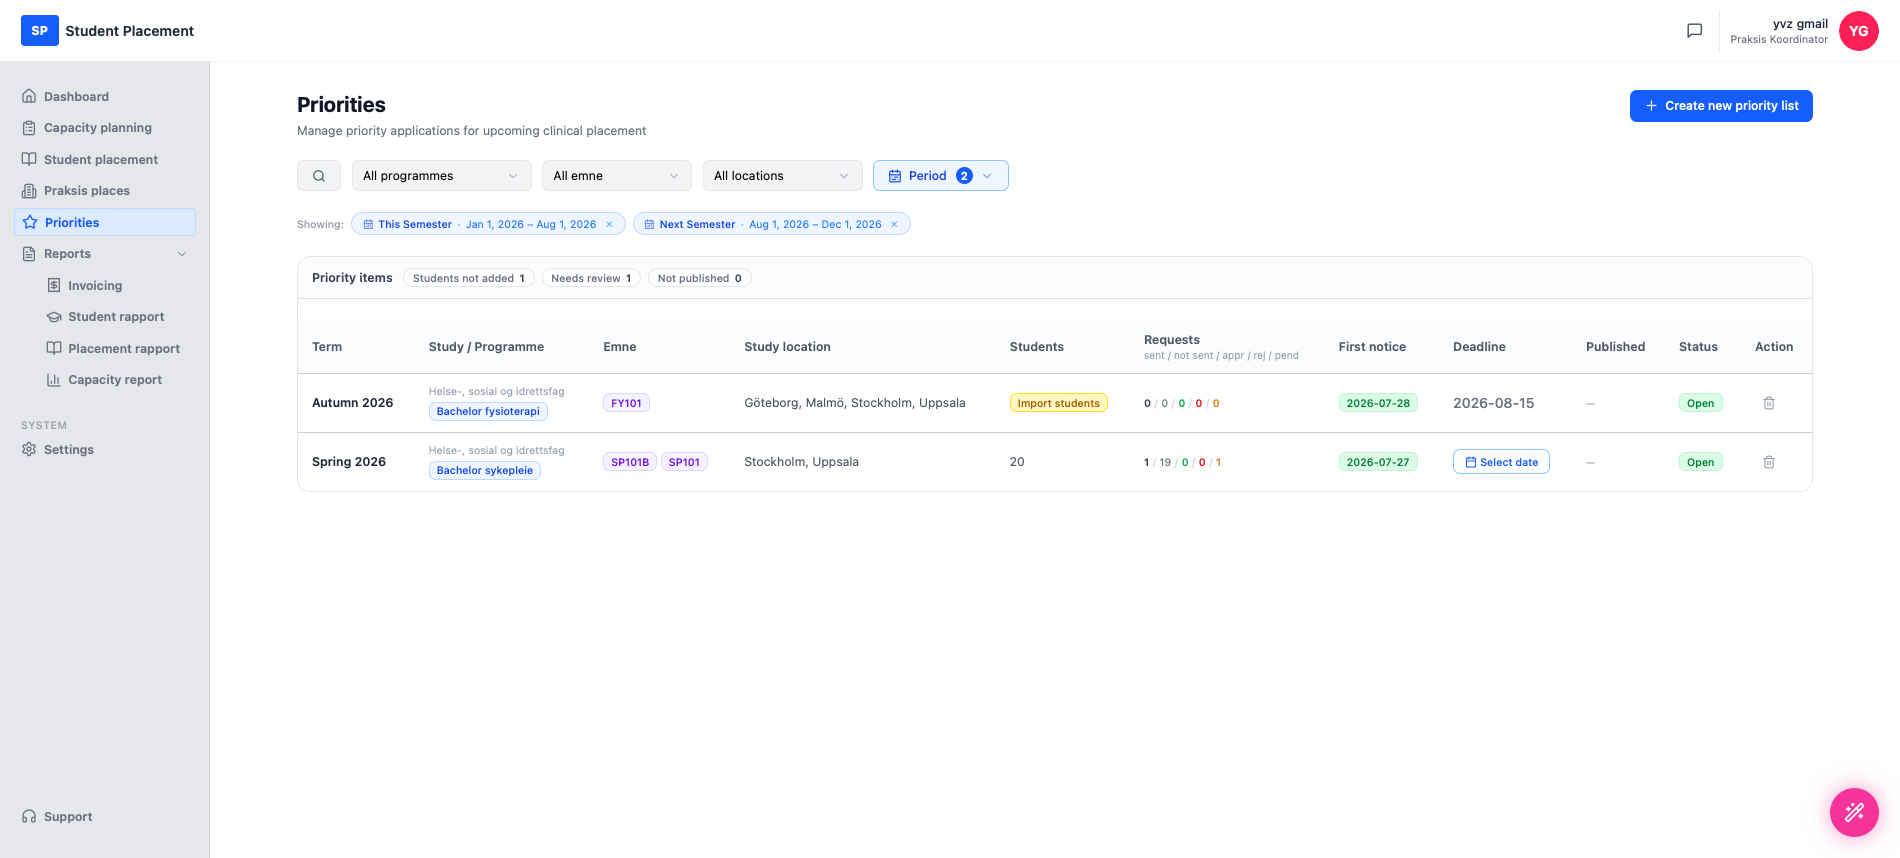 SP Student Placement
yvz gmail
Praksis Koordinator
YG
Dashboard
Capacity planning
Student placement
Praksis places
Priorities
Reports
Invoicing
Student rapport
Placement rapport
Capacity report
SYSTEM
Settings
Support
Priorities
Manage priority applications for upcoming clinical placement
+ Create new priority list
All programmes
All emne
All locations
Period 2
Showing: This Semester · Jan 1, 2026 – Aug 1, 2026 × Next Semester · Aug 1, 2026 – Dec 1, 2026 ×
Priority items Students not added 1 Needs review 1 Not published 0
Term Study / Programme Emne Study location Students Requests First notice Deadline Published Status Action
sent / not sent / appr / rej / pend
Helse-, sosial og idrettsfag
Autumn 2026 Bachelor fysioterapi FY101 Göteborg, Malmö, Stockholm, Uppsala Import students 0 / 0 / 0 / 0 / 0 2026-07-28 2026-08-15 — Open
Helse-, sosial og idrettsfag
Spring 2026 Bachelor sykepleie SP101B SP101 Stockholm, Uppsala 20 1 / 19 / 0 / 0 / 1 2026-07-27 Select date — Open